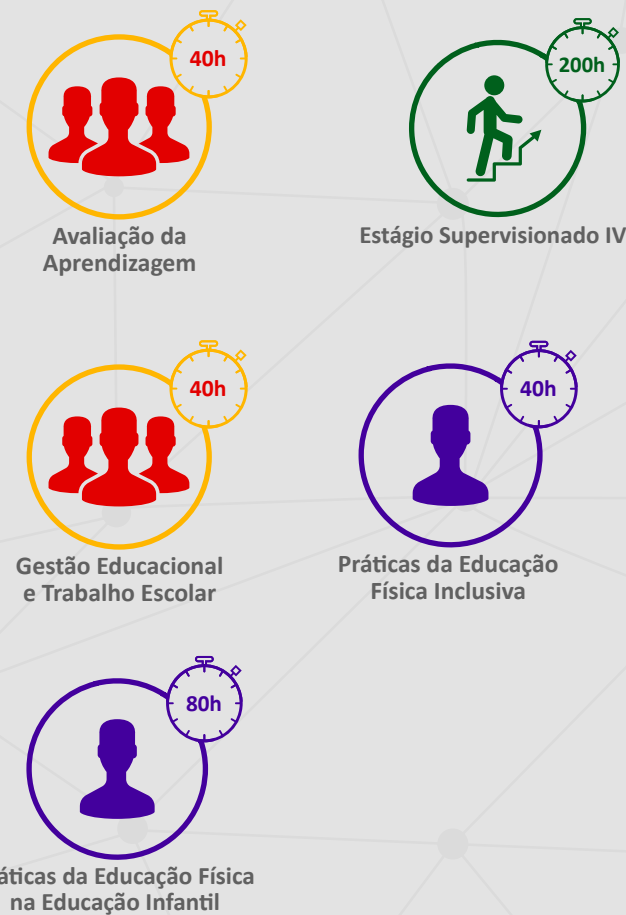 40h
Avaliação da
Aprendizagem
200h
Estágio Supervisionado IV
40h
Gestão Educacional
e Trabalho Escolar
40h
Práticas da Educação
Física Inclusiva
80h
áticas da Educação Física
na Educação Infantil